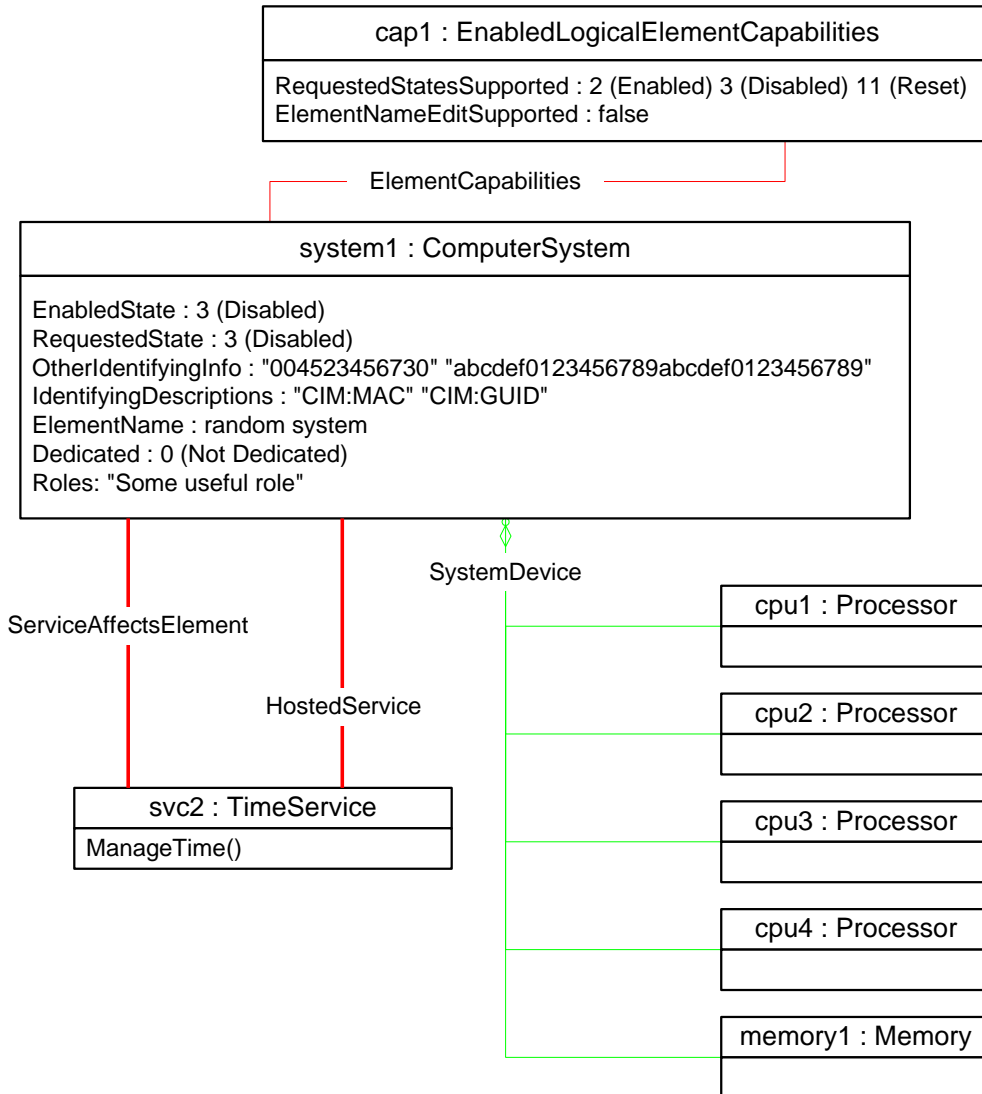 cap1 : EnabledLogicalElementCapabilities
RequestedStatesSupported : 2 (Enabled) 3 (Disabled) 11 (Reset)
ElementNameEditSupported : false
ElementCapabilities
system1 : ComputerSystem
EnabledState : 3 (Disabled)
RequestedState : 3 (Disabled)
OtherIdentifyingInfo : "004523456730" "abcdef0123456789abcdef0123456789"
IdentifyingDescriptions : "CIM:MAC" "CIM:GUID"
ElementName : random system
Dedicated : 0 (Not Dedicated)
Roles: "Some useful role"
SystemDevice
ServiceAffectsElement
HostedService
svc2 : TimeService
ManageTime()
cpu1 : Processor
cpu2 : Processor
cpu3 : Processor
cpu4 : Processor
memory1 : Memory